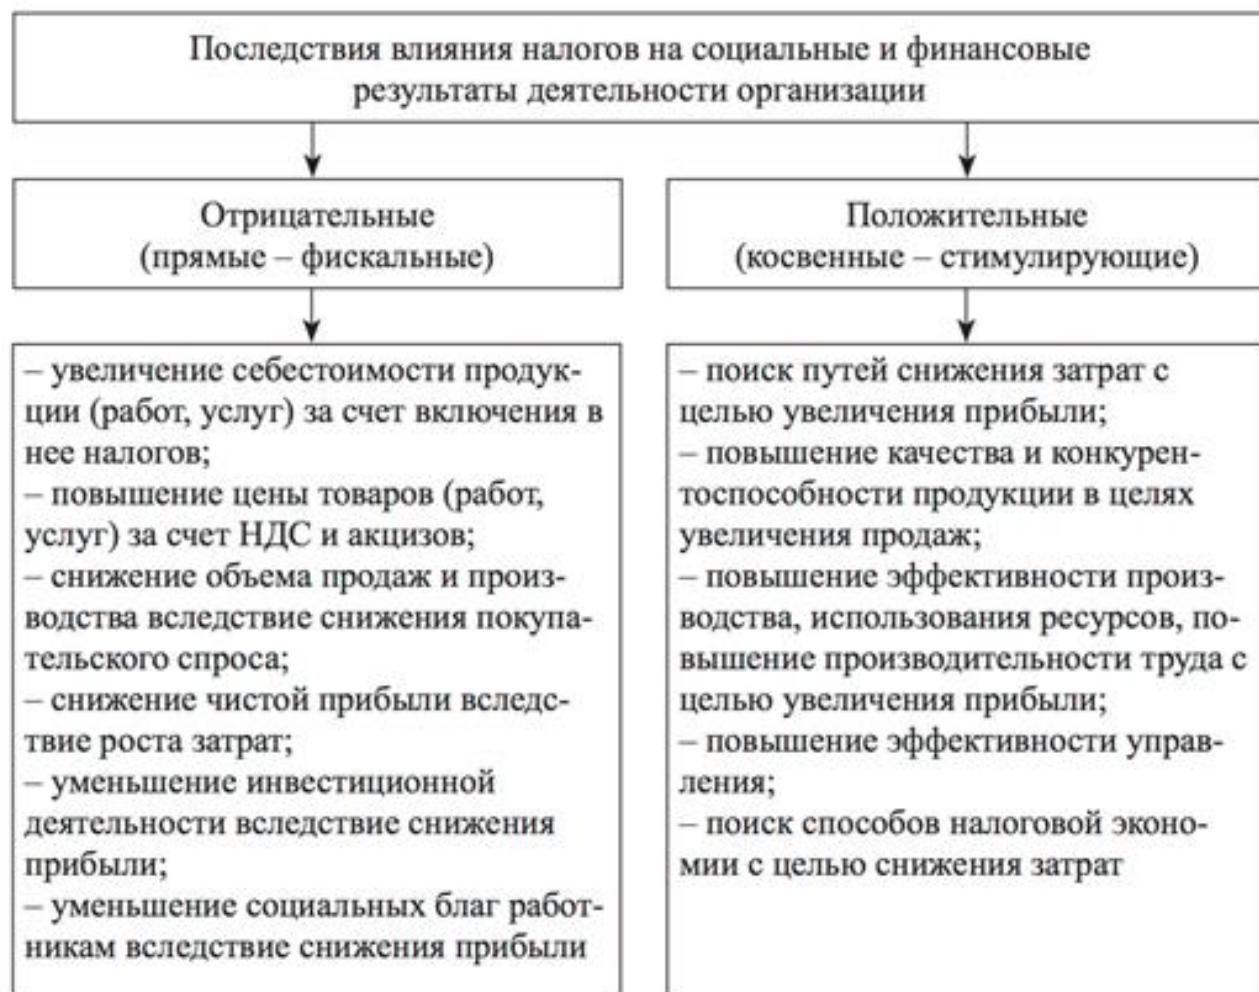 Последствия влияния налогов на социальные и финансовые
результаты деятельности организации
Отрицательные
(прямые – фискальные)
Положительные
(косвенные – стимулирующие)
– увеличение себестоимости продук-
ции (работ, услуг) за счет включения в
нее налогов;
– повышение цены товаров (работ,
услуг) за счет НДС и акцизов;
– снижение объема продаж и произ-
водства вследствие снижения покупа-
тельского спроса;
– снижение чистой прибыли вследс-
твие роста затрат;
– уменьшение инвестиционной
деятельности вследствие снижения
прибыли;
– уменьшение социальных благ работ-
никам вследствие снижения прибыли
– поиск путей снижения затрат с
целью увеличения прибыли;
– повышение качества и конкурен-
тоспособности продукции в целях
увеличения продаж;
– повышение эффективности произ-
водства, использования ресурсов, по-
вышение производительности труда с
целью увеличения прибыли;
– повышение эффективности управ-
ления;
– поиск способов налоговой эконо-
мии с целью снижения затрат